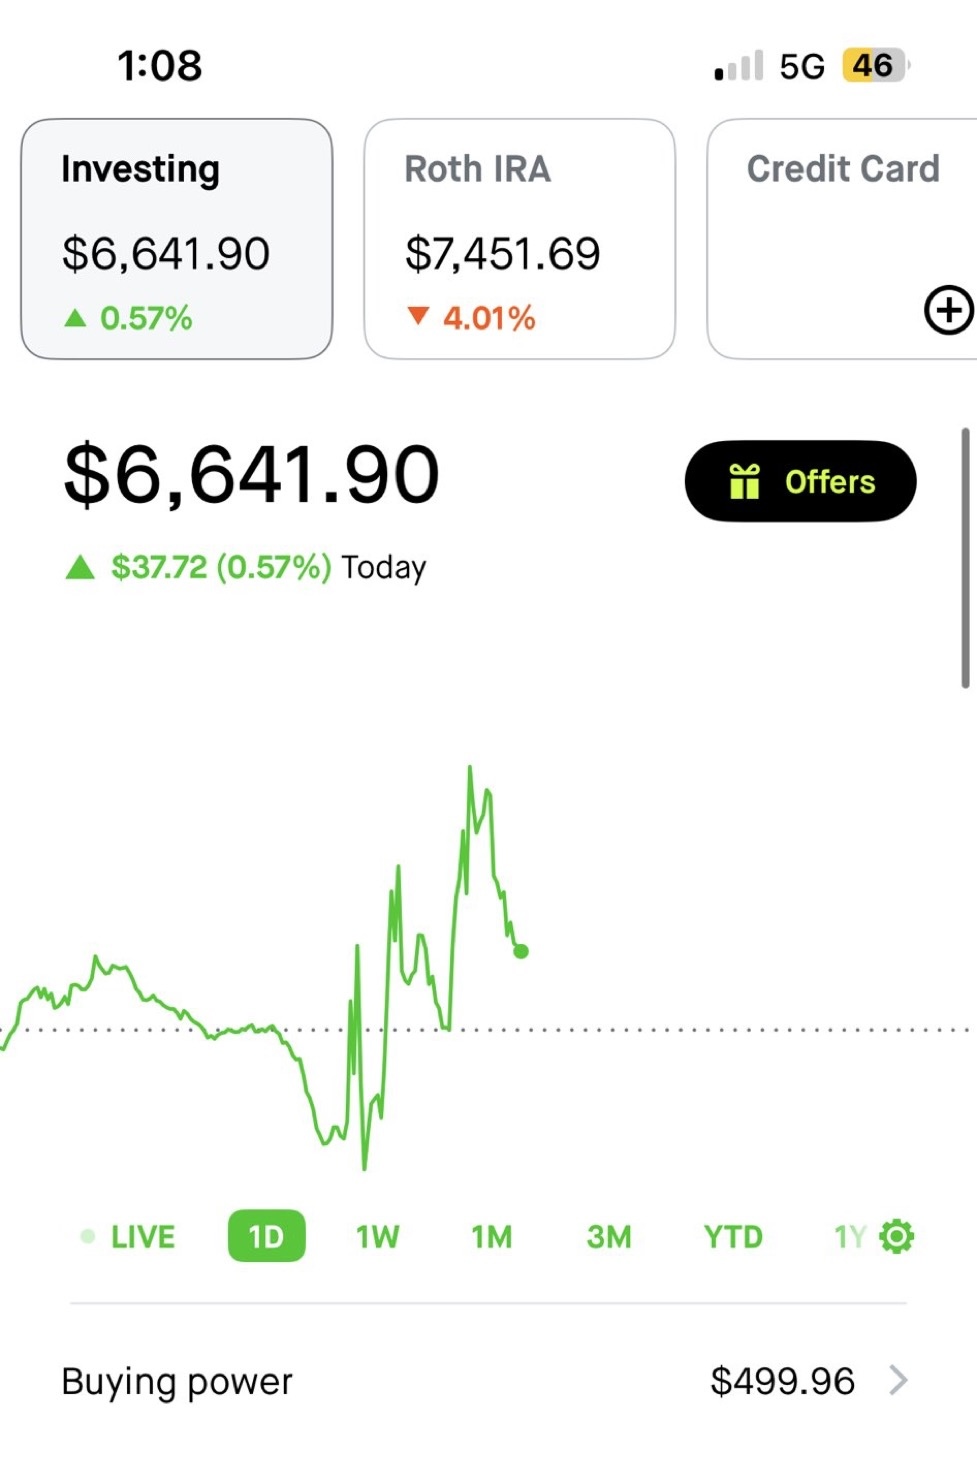 1:08 5G 46
Investing Roth IRA Credit Card
$6,641.90 $7,451.69
▲ 0.57% ▼ 4.01%
$6,641.90
Offers
▲ $37.72 (0.57%) Today
LIVE 1D 1W 1M 3M YTD 1Y
Buying power $499.96